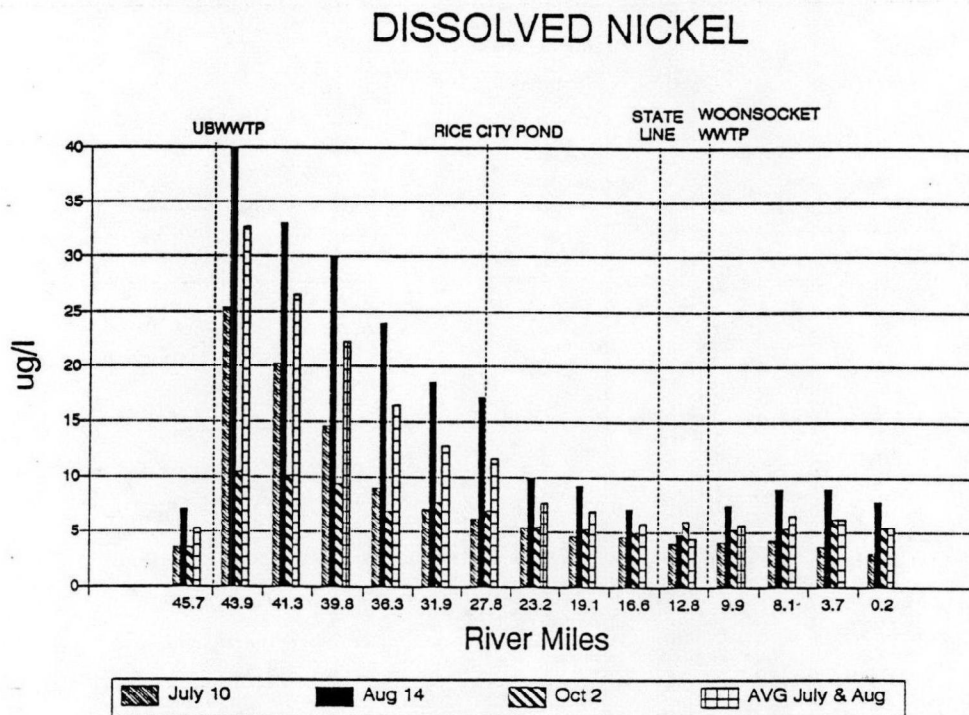 DISSOLVED NICKEL
UBWWTP
RICE CITY POND
STATE
LINE
WOONSOCKET
WWTP
40
35
30
25
20
15
10
5
0
ug/l
45.7 43.9 41.3 39.8 36.3 31.9 27.8 23.2 19.1 16.6 12.8 9.9 8.1 3.7 0.2
River Miles
July 10 Aug 14 Oct 2 AVG July & Aug